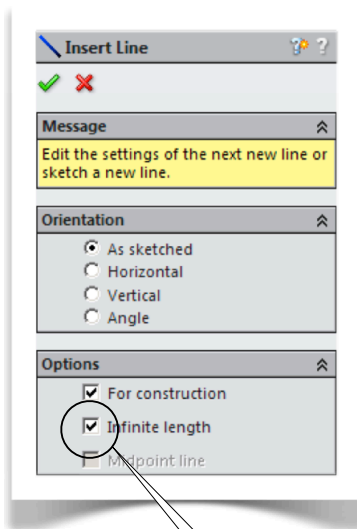 Insert Line ?
Message
Edit the settings of the next new line or
sketch a new line.
Orientation
As sketched
Horizontal
Vertical
Angle
Options
For construction
Infinite length
Midpoint line